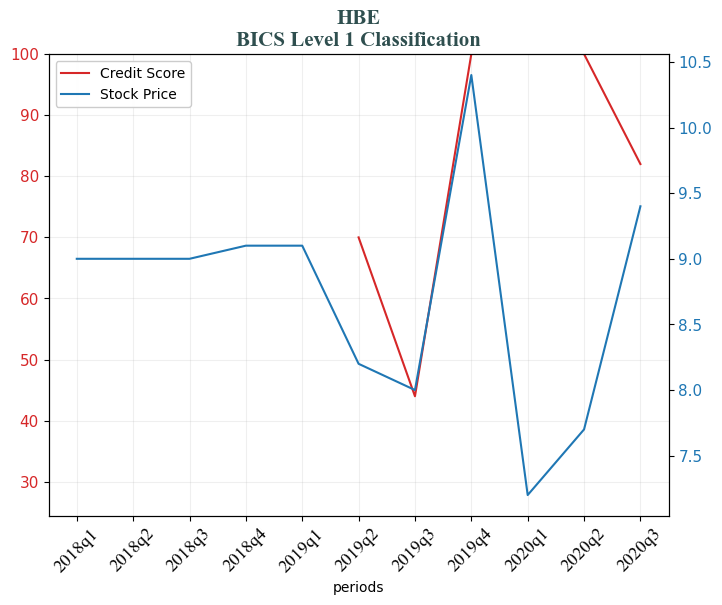 HBE
BICS Level 1 Classification
Credit Score
Stock Price
100
90
80
70
60
50
40
30
10.5
10.0
9.5
9.0
8.5
8.0
7.5
2018q1
2018q2
2018q3
2018q4
2019q1
2019q2
2019q3
2019q4
2020q1
2020q2
2020q3
periods